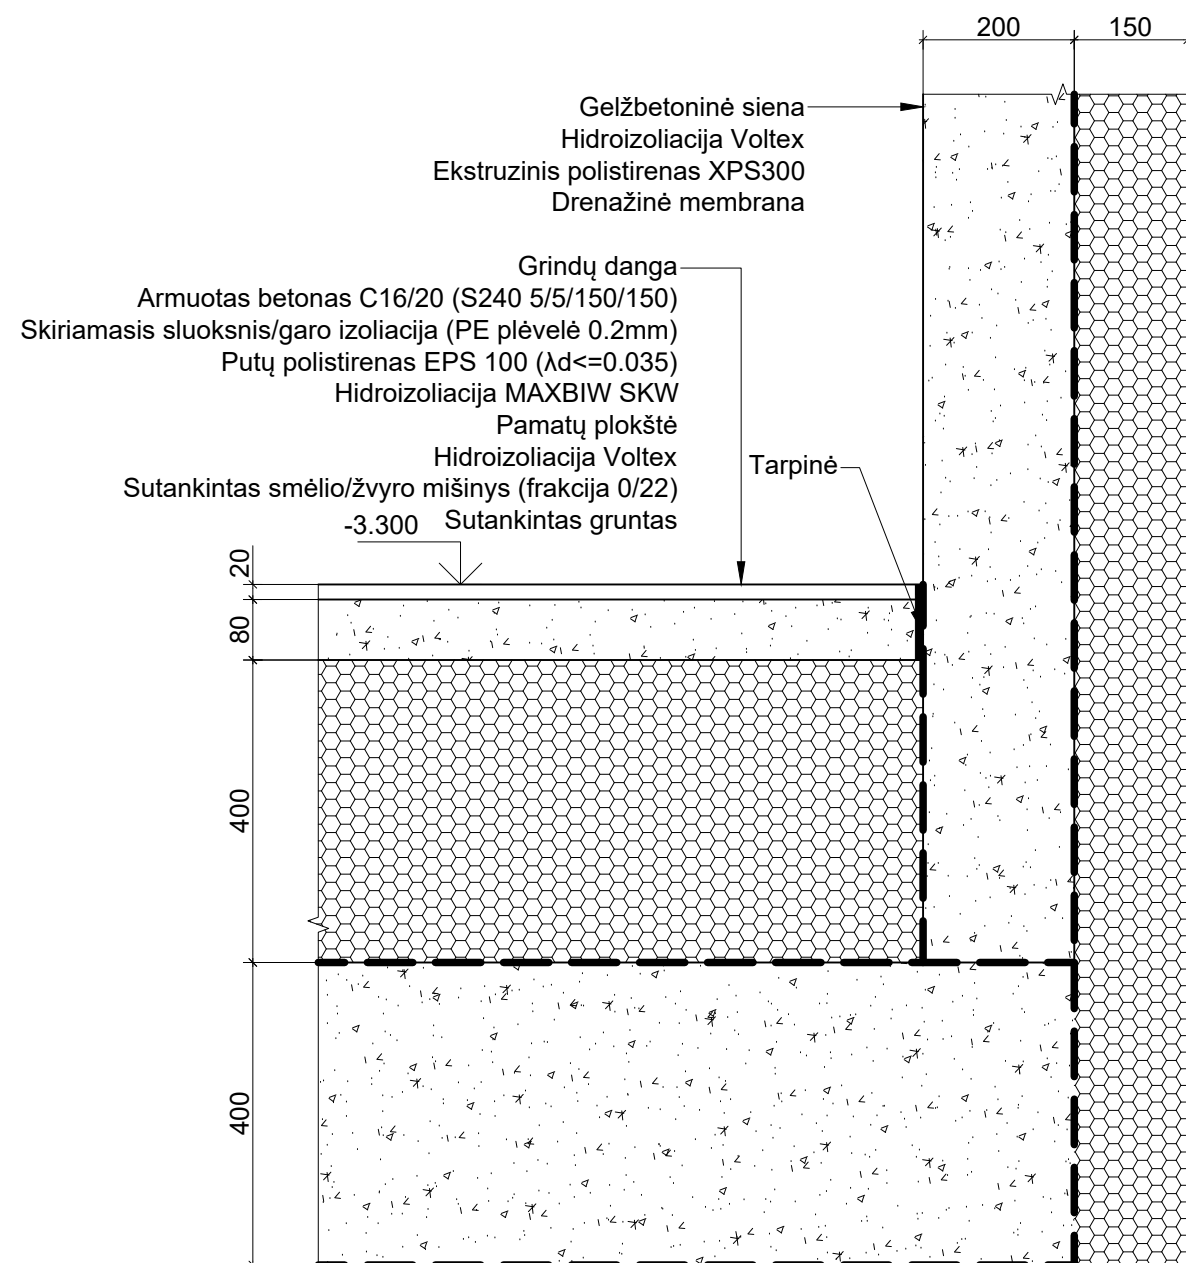 200
150
Gelžbetoninė siena
Hidroizoliacija Voltex
Ekstruzinis polistirenas XPS300
Drenažinė membrana
Grindų danga
Armuotas betonas C16/20 (S240 5/5/150/150)
Skiriamasis sluoksnis/garo izoliacija (PE plėvelė 0.2mm)
Putų polistirenas EPS 100 (λd<=0.035)
Hidroizoliacija MAXBIW SKW
Pamatų plokštė
Hidroizoliacija Voltex
Tarpinė
Sutankintas smėlio/žvyro mišinys (frakcija 0/22)
Sutankintas gruntas
-3.300
20
80
400
400